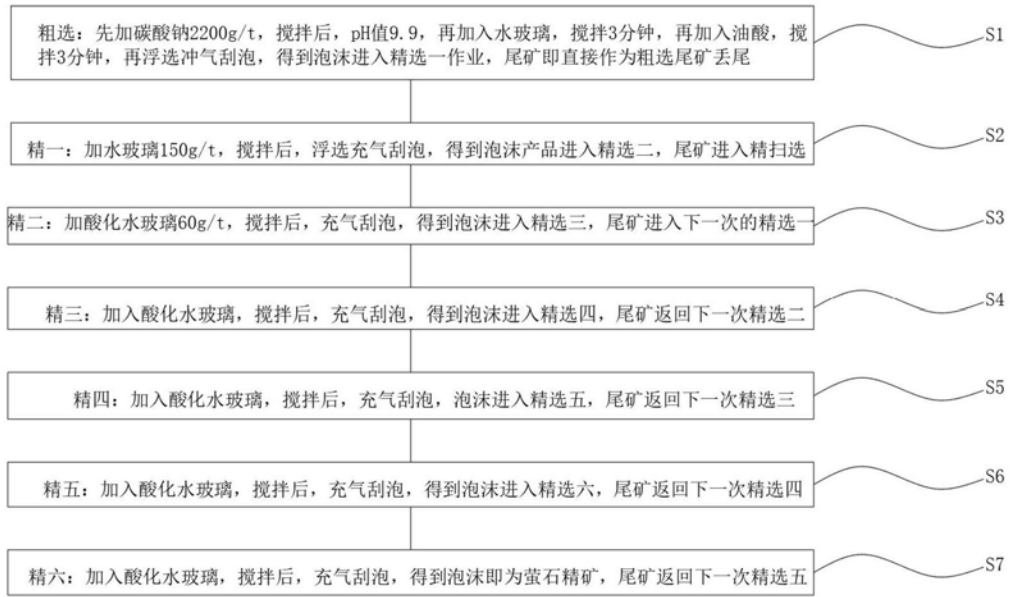 粗选：先加碳酸钠2200g/t，搅拌后，pH值9.9，再加入水玻璃，搅拌3分钟，再加入油酸，搅
拌3分钟，再浮选冲气刮泡，得到泡沫进入精选一作业，尾矿即直接作为粗选尾矿丢尾
S1
精一：加水玻璃150g/t，搅拌后，浮选充气刮泡，得到泡沫产品进入精选二，尾矿进入精扫选
S2
精二：加酸化水玻璃60g/t，搅拌后，充气刮泡，得到泡沫进入精选三，尾矿进入下一次的精选一
S3
精三：加入酸化水玻璃，搅拌后，充气刮泡，得到泡沫进入精选四，尾矿返回下一次精选二
S4
精四：加入酸化水玻璃，搅拌后，充气刮泡，泡沫进入精选五，尾矿返回下一次精选三
S5
精五：加入酸化水玻璃，搅拌后，充气刮泡，得到泡沫进入精选六，尾矿返回下一次精选四
S6
精六：加入酸化水玻璃，搅拌后，充气刮泡，得到泡沫即为萤石精矿，尾矿返回下一次精选五
S7